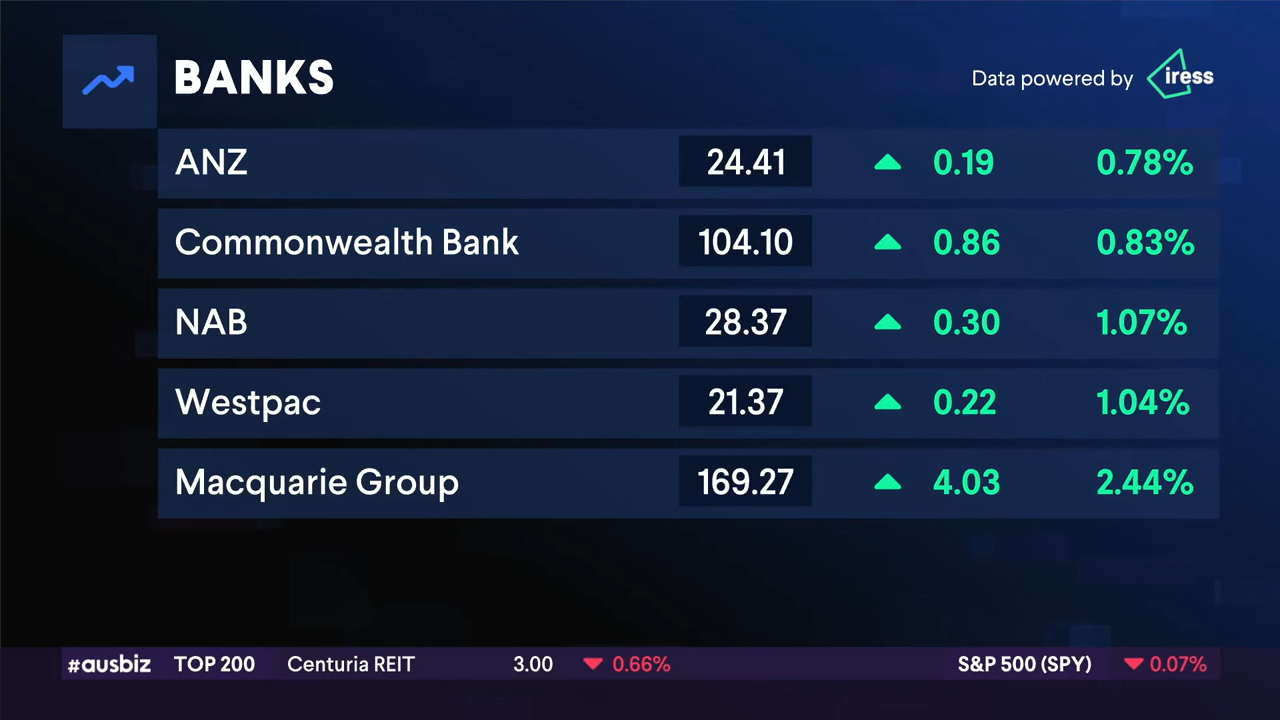 BANKS
Data powered by iress
ANZ 24.41 ▲ 0.19 0.78%
Commonwealth Bank 104.10 ▲ 0.86 0.83%
NAB 28.37 ▲ 0.30 1.07%
Westpac 21.37 ▲ 0.22 1.04%
Macquarie Group 169.27 ▲ 4.03 2.44%
#ausbiz TOP 200 Centuria REIT 3.00 ▼ 0.66% S&P 500 (SPY) ▼ 0.07%